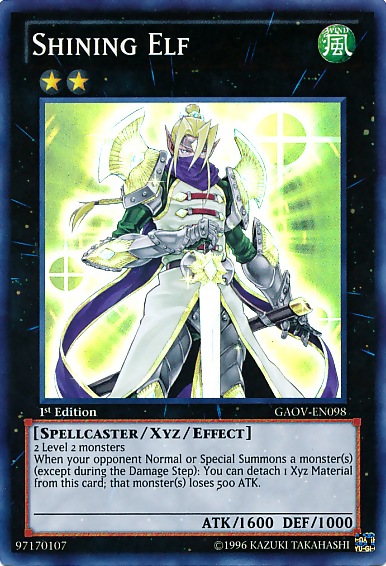 SHINING ELF
WIND
風
1st Edition
GAOV-EN098
[SPELLCASTER/XYZ/EFFECT]
2 Level 2 monsters
When your opponent Normal or Special Summons a monster(s)
(except during the Damage Step): You can detach 1 Xyz Material
from this card; that monster(s) loses 500 ATK.
ATK/1600 DEF/1000
97170107
©1996 KAZUKI TAKAHASHI